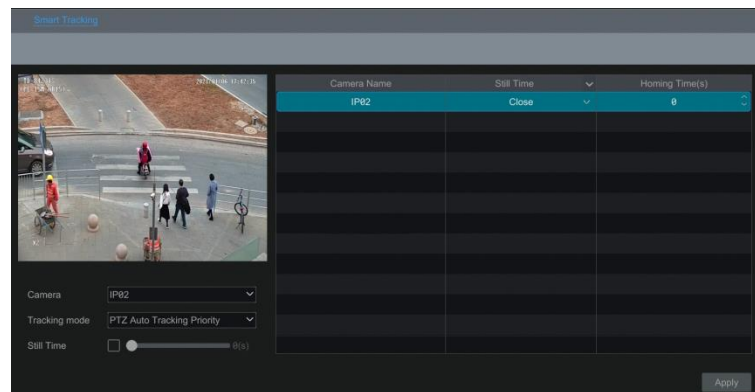 Smart Tracking
Camera Name Still Time Homing Time(s)
IP02 Close 0
Camera IP02
Tracking mode PTZ Auto Tracking Priority
Still Time 0(s)
Apply